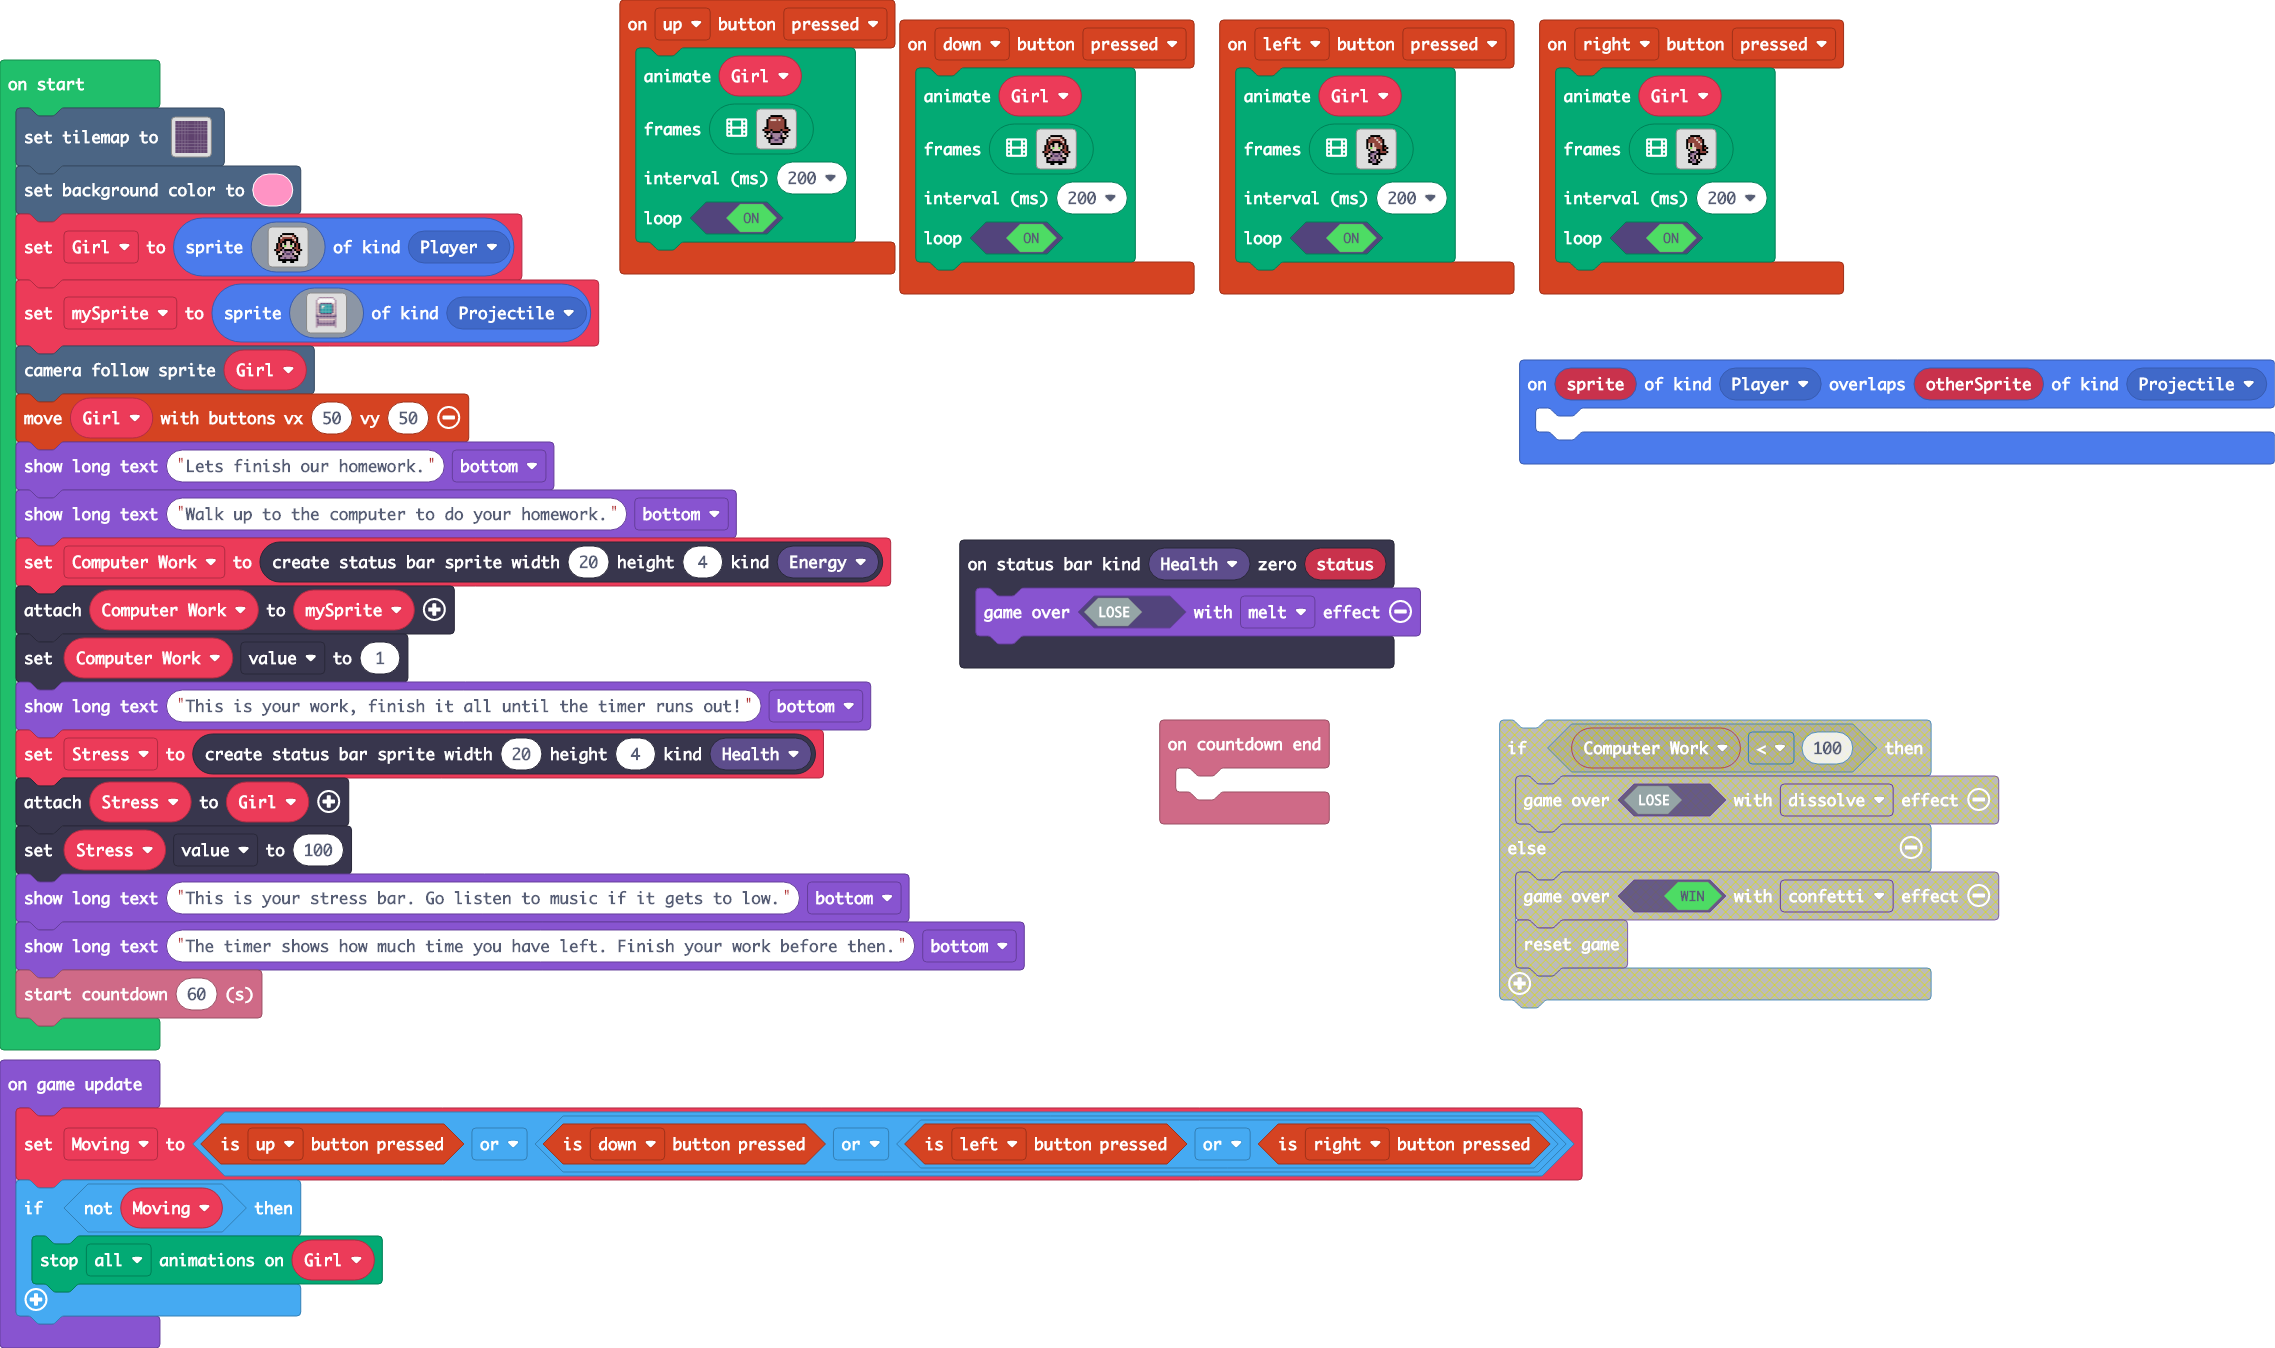 on start
set tilemap to
set background color to
set Girl to sprite of kind Player
set mySprite to sprite of kind Projectile
camera follow sprite Girl
move Girl with buttons vx 50 vy 50
show long text "Lets finish our homework." bottom
show long text "Walk up to the computer to do your homework." bottom
set Computer Work to create status bar sprite width 20 height 4 kind Energy
attach Computer Work to mySprite
set Computer Work value to 1
show long text "This is your work, finish it all until the timer runs out!" bottom
set Stress to create status bar sprite width 20 height 4 kind Health
attach Stress to Girl
set Stress value to 100
show long text "This is your stress bar. Go listen to music if it gets to low." bottom
show long text "The timer shows how much time you have left. Finish your work before then." bottom
start countdown 60 (s)
on up button pressed
animate Girl
frames
interval (ms) 200
loop ON
on down button pressed
animate Girl
frames
interval (ms) 200
loop ON
on left button pressed
animate Girl
frames
interval (ms) 200
loop ON
on right button pressed
animate Girl
frames
interval (ms) 200
loop ON
on sprite of kind Player overlaps otherSprite of kind Projectile
on status bar kind Health zero status
game over LOSE with melt effect
on countdown end
if Computer Work < 100 then
game over LOSE with dissolve effect
else
game over WIN with confetti effect
reset game
on game update
set Moving to is up button pressed or is down button pressed or is left button pressed or is right button pressed
if not Moving then
stop all animations on Girl